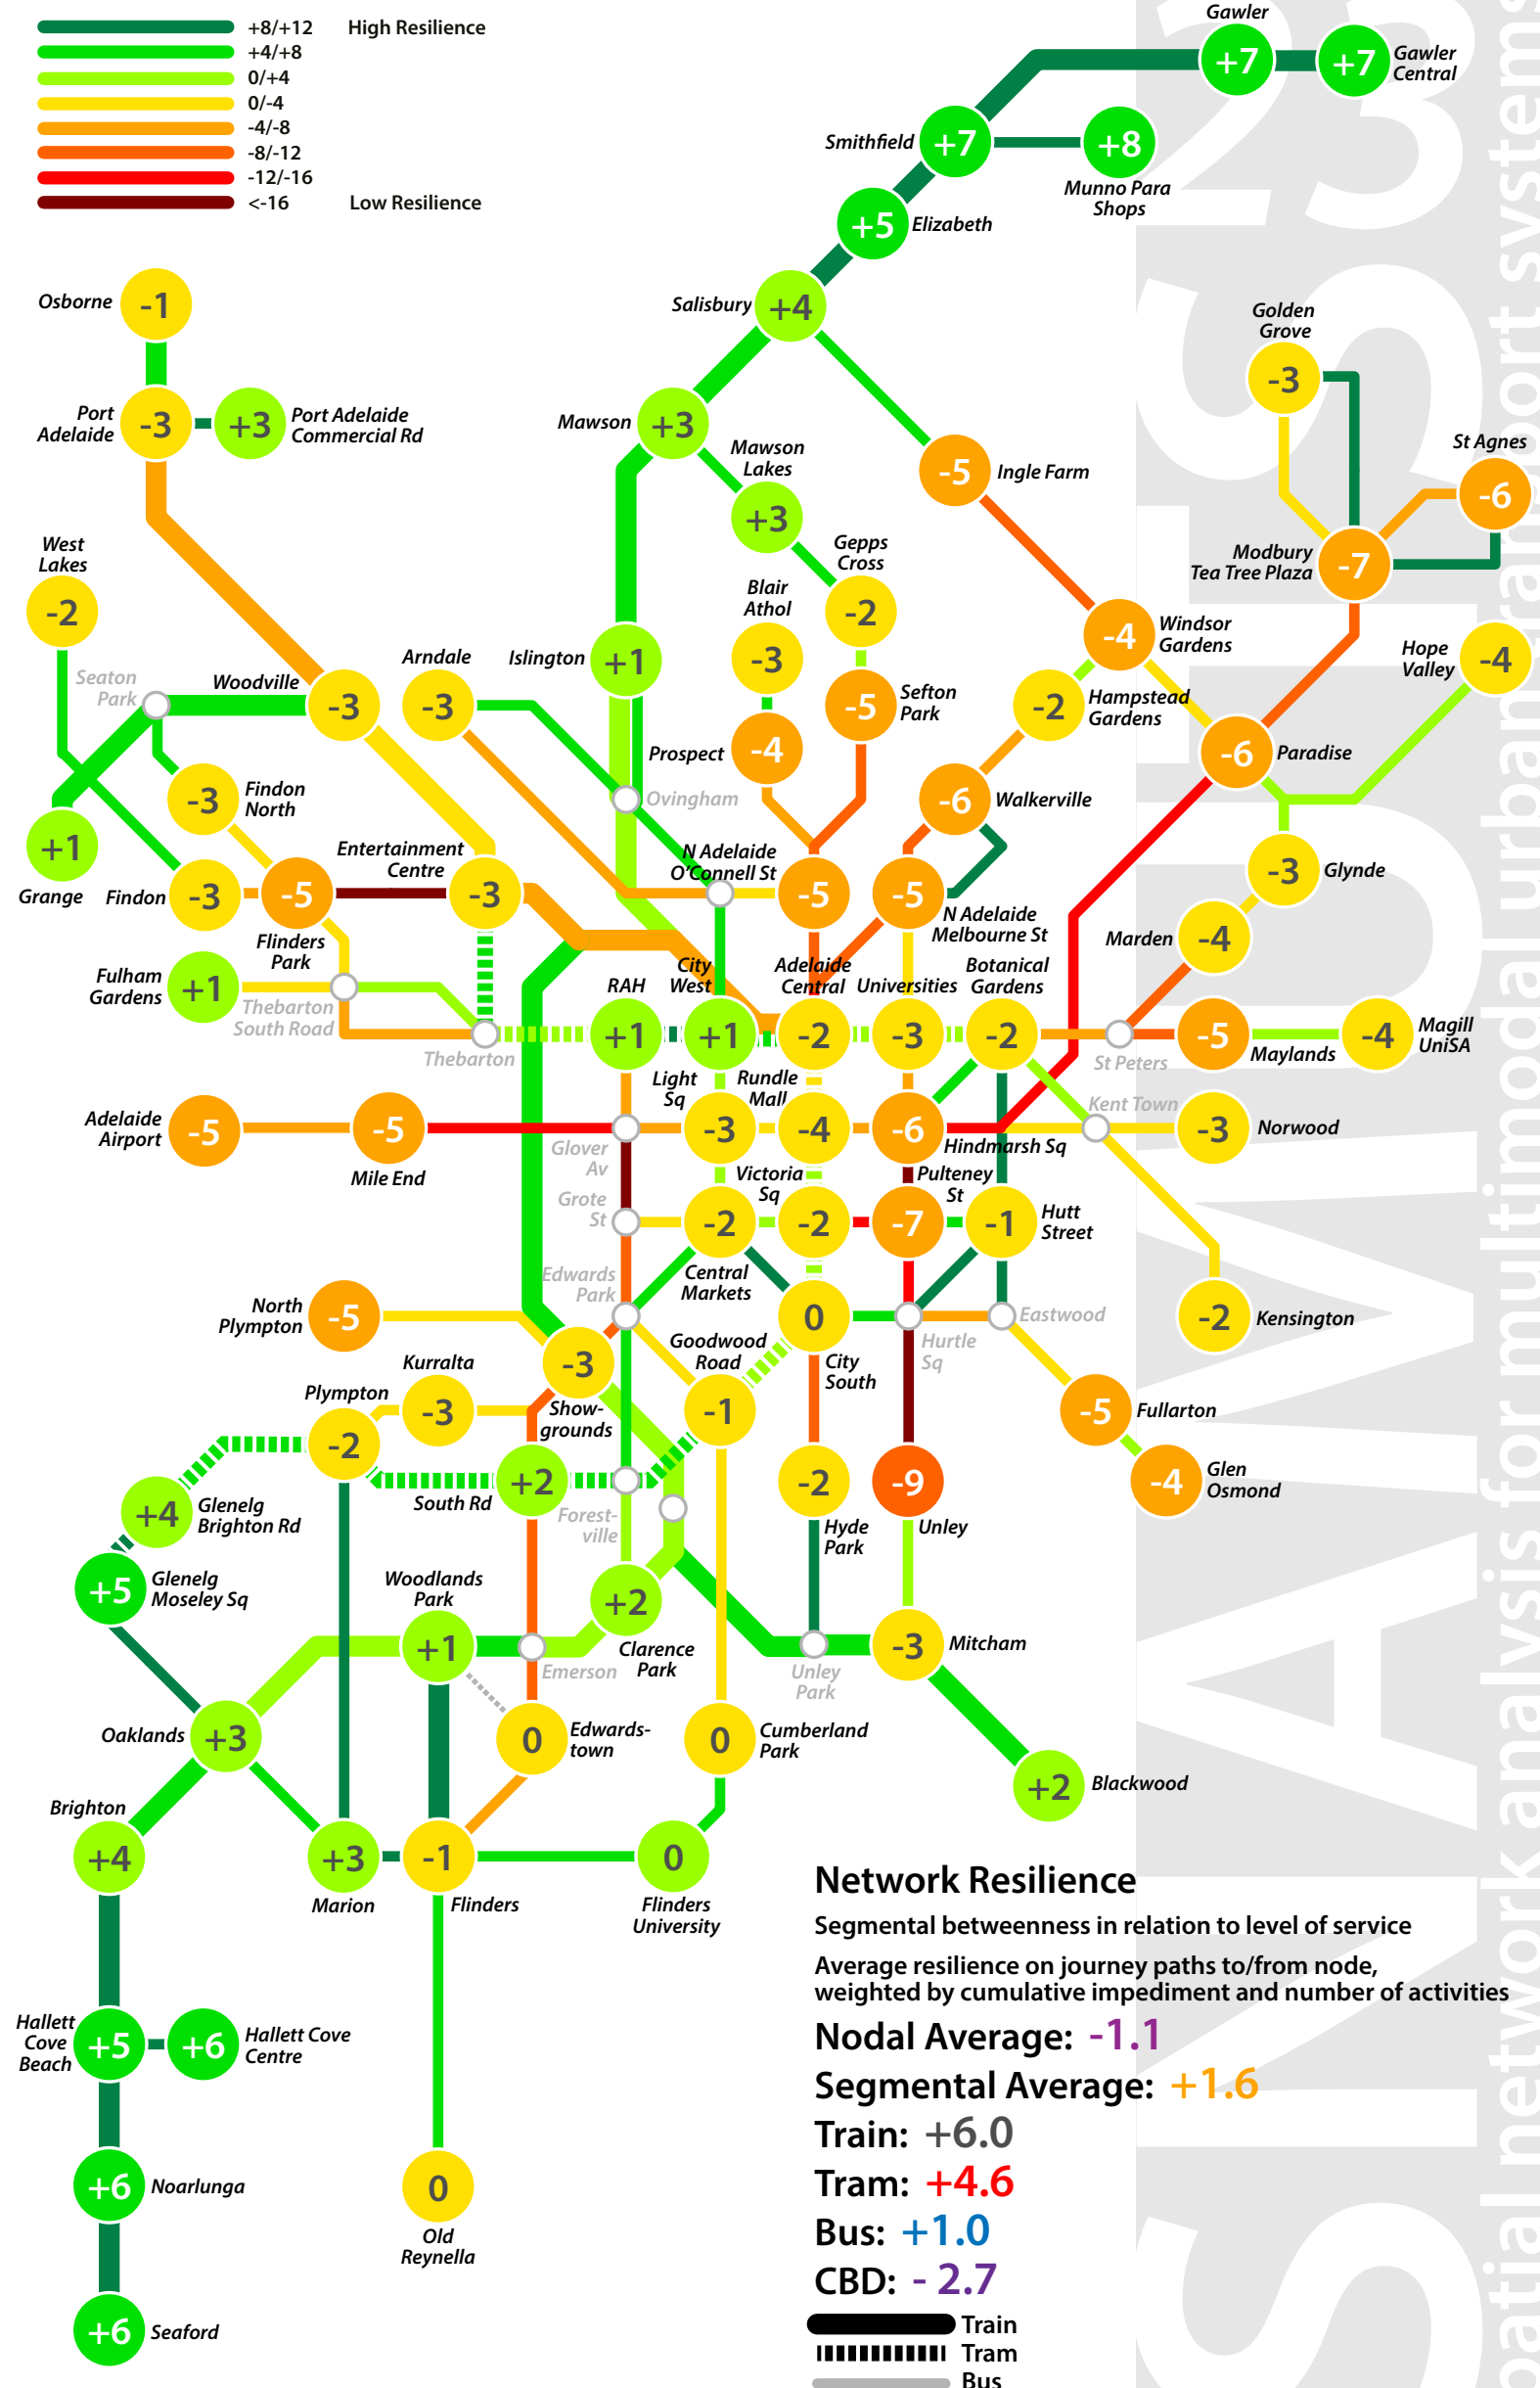 +8/+12 High Resilience
+4/+8
0/+4
0/-4
-4/-8
-8/-12
-12/-16
<-16 Low Resilience
Gawler
+7
+7
Gawler
Central
Smithfield
+7
+8
Munno Para
Shops
+5
Elizabeth
Salisbury
+4
Osborne
-1
Port
Adelaide
-3
+3
Port Adelaide
Commercial Rd
Mawson
+3
Mawson
Lakes
+3
-5
Ingle Farm
Golden
Grove
-3
St Agnes
-6
Modbury
Tea Tree Plaza
-7
West
Lakes
-2
Gepps
Cross
-2
Blair
Athol
-3
-4
Windsor
Gardens
Hope
Valley
-4
Seaton
Park
Woodville
-3
Arndale
-3
Islington
+1
-5
Sefton
Park
-2
Hampstead
Gardens
Prospect
-4
-6
Paradise
-3
Findon
North
Ovingham
-6
Walkerville
+1
Grange
Findon
-3
-5
Flinders
Park
Entertainment
Centre
-3
N Adelaide
O'Connell St
-5
-5
N Adelaide
Melbourne St
-3
Glynde
Marden
-4
Fulham
Gardens
+1
Thebarton
South Road
Thebarton
RAH
+1
City
West
+1
Adelaide
Central
-2
Universities
-3
Botanical
Gardens
-2
St Peters
-5
Maylands
-4
Magill
UniSA
Adelaide
Airport
-5
-5
Mile End
Glover
Av
Light
Sq
-3
Rundle
Mall
-4
-6
Hindmarsh Sq
Kent Town
-3
Norwood
Grote
St
-2
Central
Markets
Victoria
Sq
-2
Pulteney
St
-7
-1
Hutt
Street
North
Plympton
-5
Edwards
Park
0
City
South
Hurtle
Sq
Eastwood
-2
Kensington
Kurralta
-3
-3
Show-
grounds
Goodwood
Road
-1
-5
Fullarton
Plympton
-2
South Rd
+2
Forest-
ville
-2
Hyde
Park
-9
Unley
-4
Glen
Osmond
+4
Glenelg
Brighton Rd
+5
Glenelg
Moseley Sq
Woodlands
Park
+1
Emerson
+2
Clarence
Park
Unley
Park
-3
Mitcham
Oaklands
+3
0
Edwards-
town
0
Cumberland
Park
+2
Blackwood
Brighton
+4
+3
Marion
-1
Flinders
0
Flinders
University
Hallett
Cove
Beach
+5
+6
Hallett Cove
Centre
+6
Noarlunga
0
Old
Reynella
+6
Seaford
Network Resilience
Segmental betweenness in relation to level of service
Average resilience on journey paths to/from node,
weighted by cumulative impediment and number of activities
Nodal Average: -1.1
Segmental Average: +1.6
Train: +6.0
Tram: +4.6
Bus: +1.0
CBD: - 2.7
Train
Tram
Bus